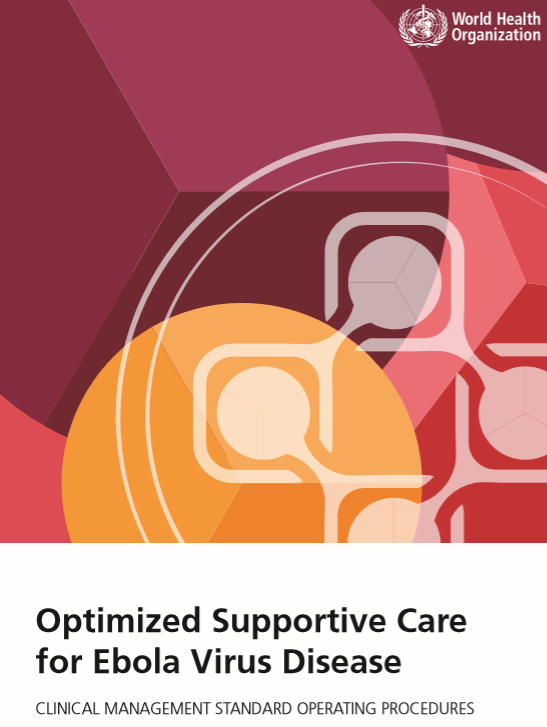 World Health
Organization
Optimized Supportive Care
for Ebola Virus Disease
CLINICAL MANAGEMENT STANDARD OPERATING PROCEDURES